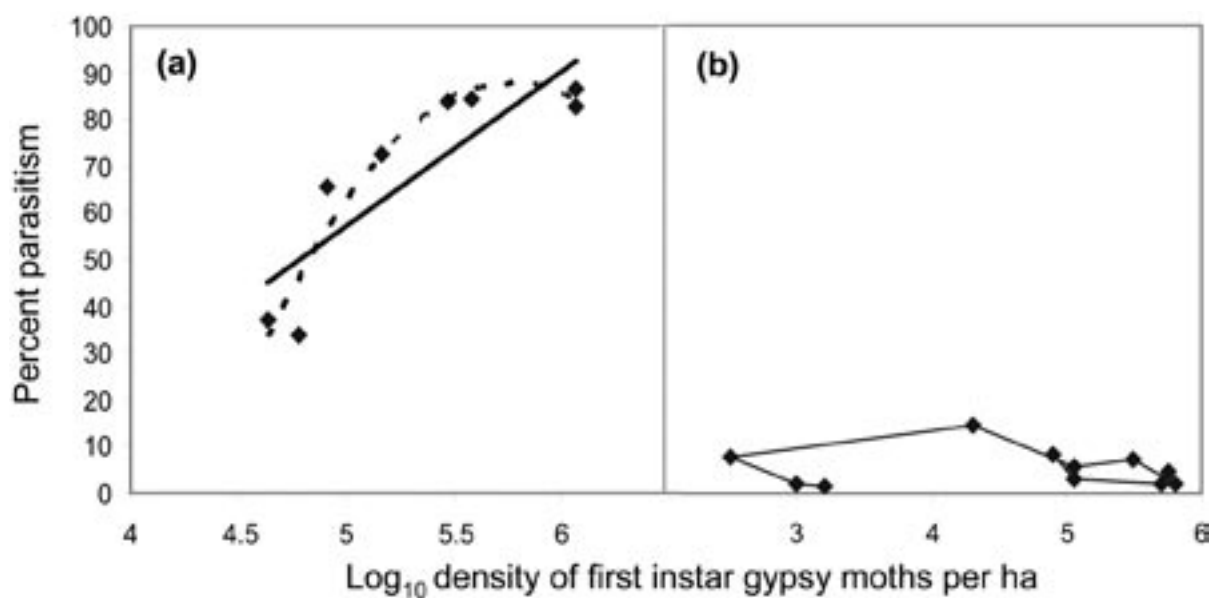 100
90
80
70
60
50
40
30
20
10
0
Percent parasitism
(a)
(b)
4 4.5 5 5.5 6 3 4 5 6
Log₁₀ density of first instar gypsy moths per ha